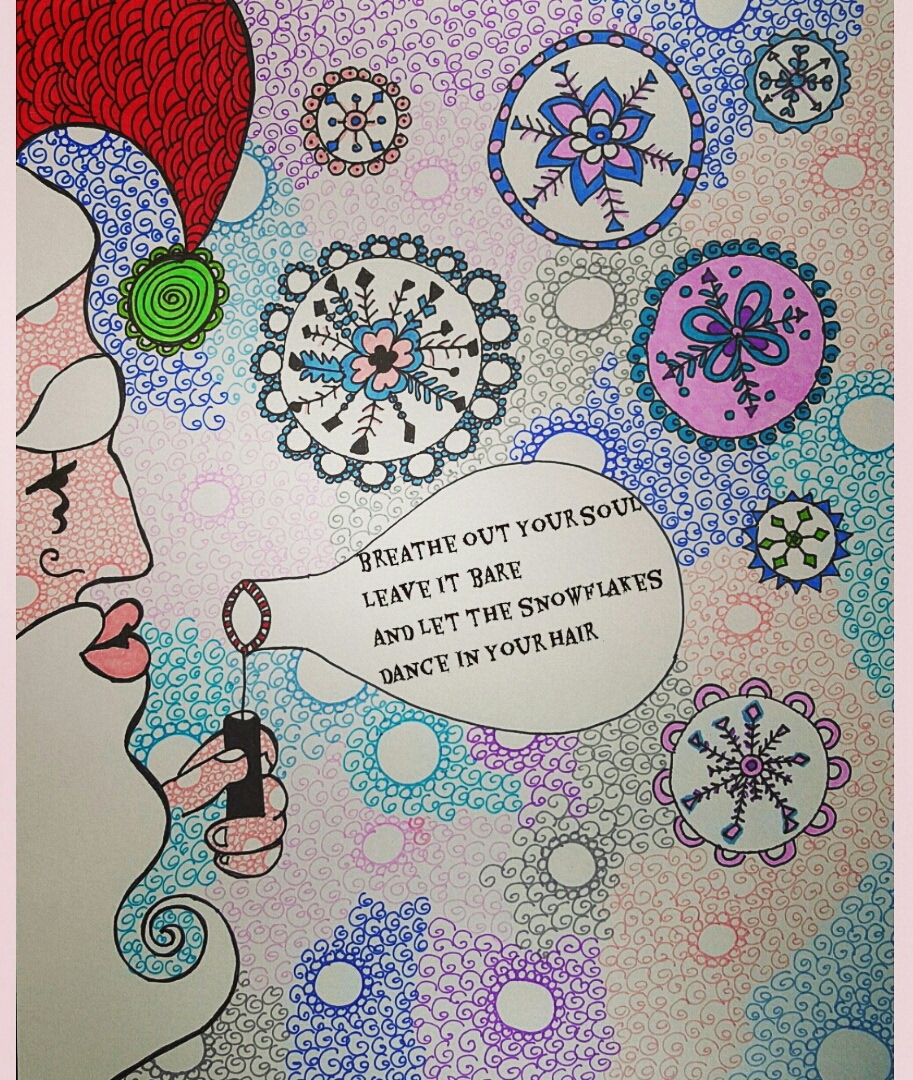 BREATHE OUT YOUR SOUL
LEAVE IT BARE
AND LET THE SNOWFLAKES
DANCE IN YOUR HAIR